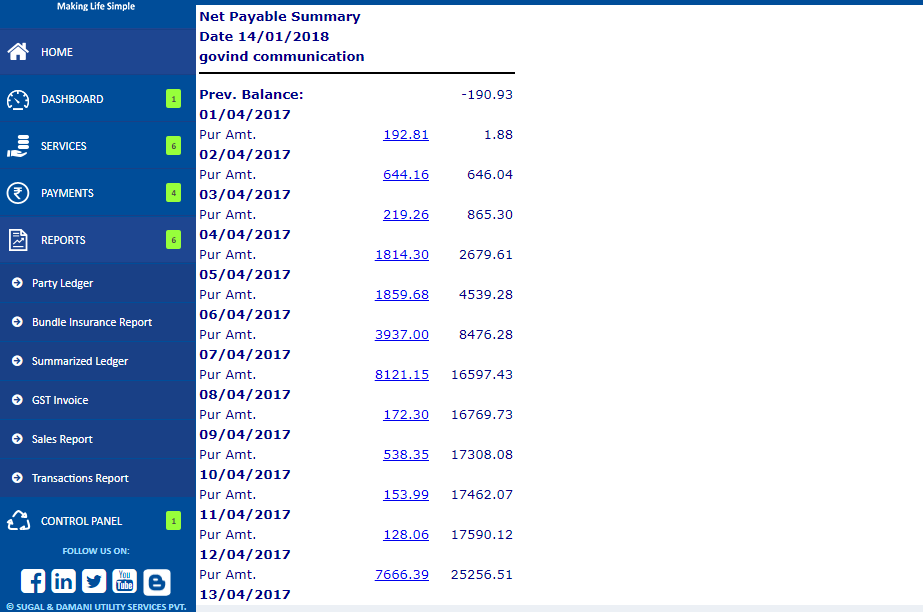 Making Life Simple
HOME
DASHBOARD 1
SERVICES 6
PAYMENTS 4
REPORTS 6
Party Ledger
Bundle Insurance Report
Summarized Ledger
GST Invoice
Sales Report
Transactions Report
CONTROL PANEL 1
FOLLOW US ON:
You Tube
© SUGAL & DAMANI UTILITY SERVICES PVT.
Net Payable Summary
Date 14/01/2018
govind communication
Prev. Balance: -190.93
01/04/2017
Pur Amt. 192.81 1.88
02/04/2017
Pur Amt. 644.16 646.04
03/04/2017
Pur Amt. 219.26 865.30
04/04/2017
Pur Amt. 1814.30 2679.61
05/04/2017
Pur Amt. 1859.68 4539.28
06/04/2017
Pur Amt. 3937.00 8476.28
07/04/2017
Pur Amt. 8121.15 16597.43
08/04/2017
Pur Amt. 172.30 16769.73
09/04/2017
Pur Amt. 538.35 17308.08
10/04/2017
Pur Amt. 153.99 17462.07
11/04/2017
Pur Amt. 128.06 17590.12
12/04/2017
Pur Amt. 7666.39 25256.51
13/04/2017